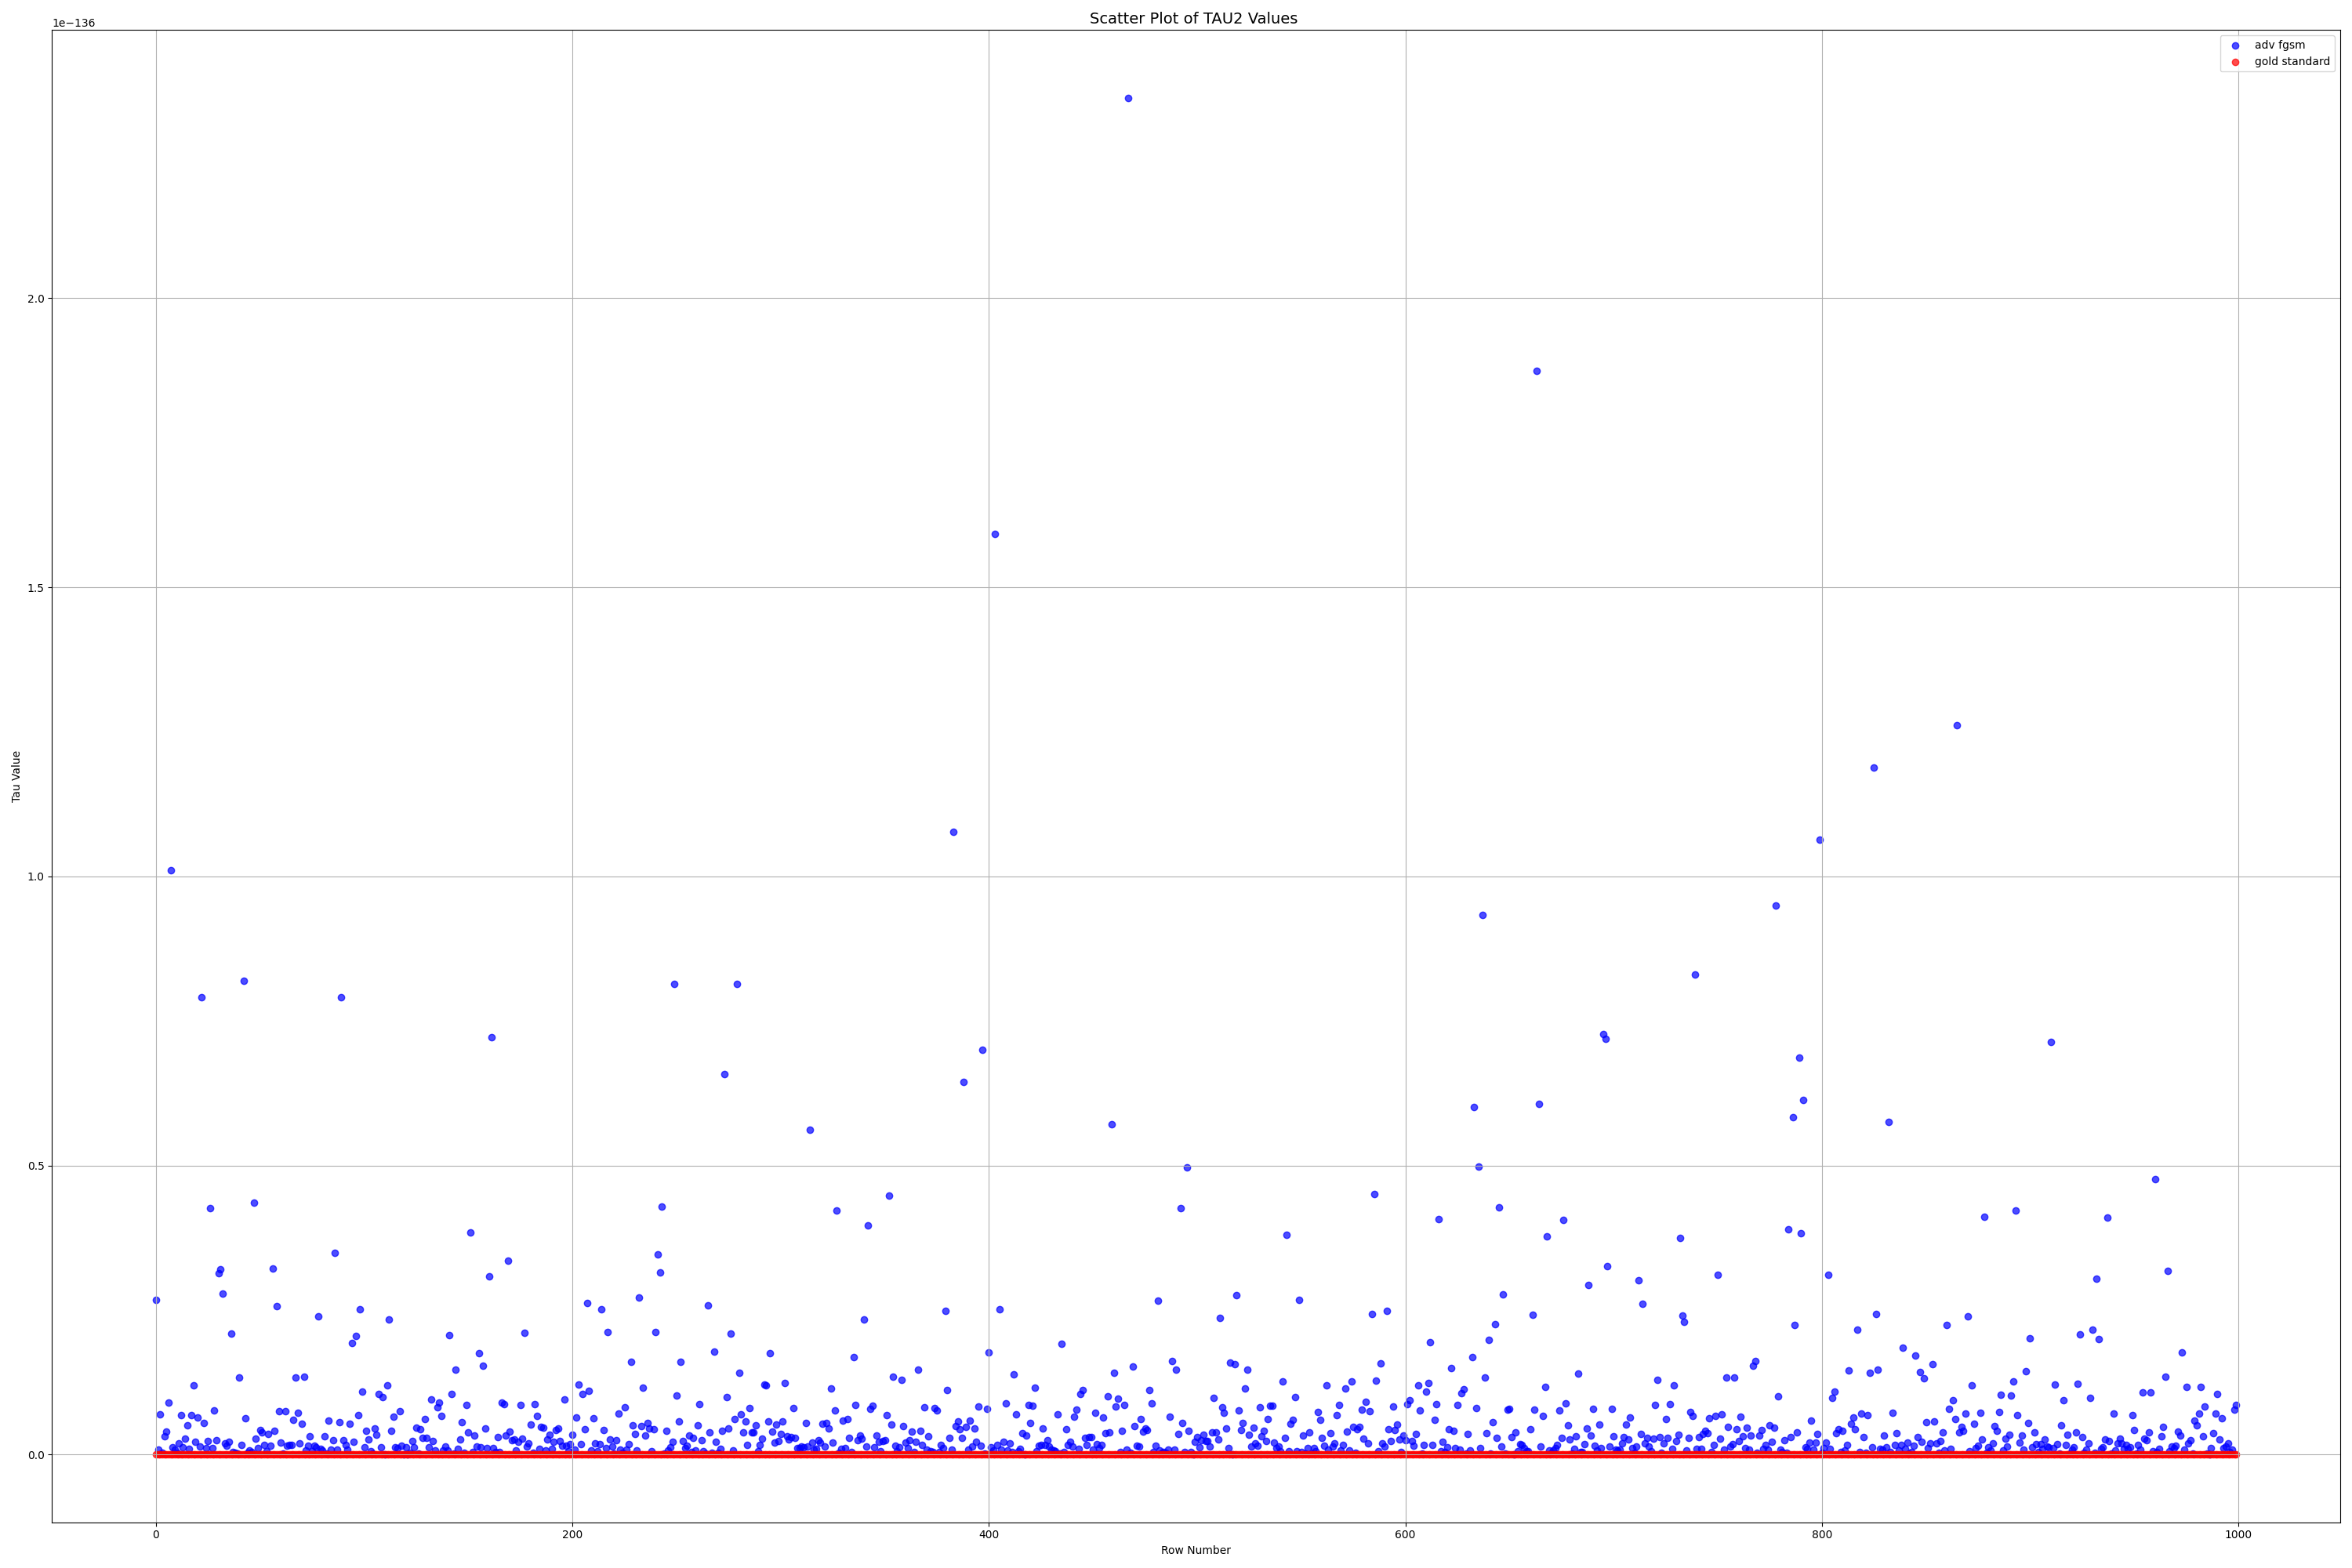 Scatter Plot of TAU2 Values
1e−136
adv fgsm
gold standard
2.0
1.5
1.0
0.5
0.0
Tau Value
0
200
400
600
800
1000
Row Number